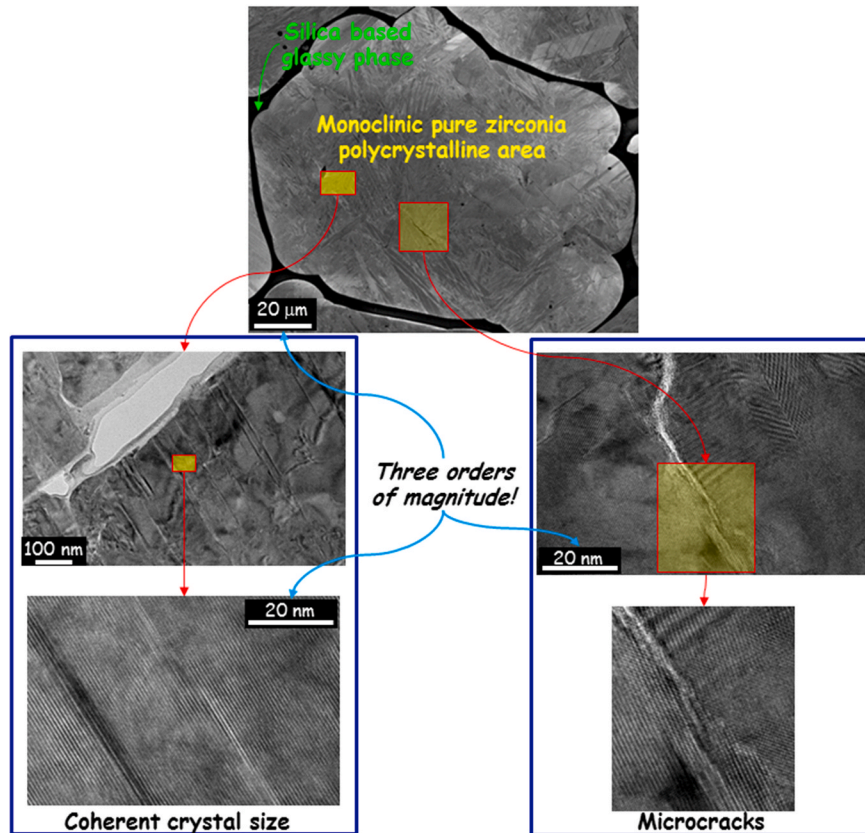 Silica based
glassy phase
Monoclinic pure zirconia
polycrystalline area
20 μm
Three orders
of magnitude!
100 nm
20 nm
20 nm
Coherent crystal size
Microcracks